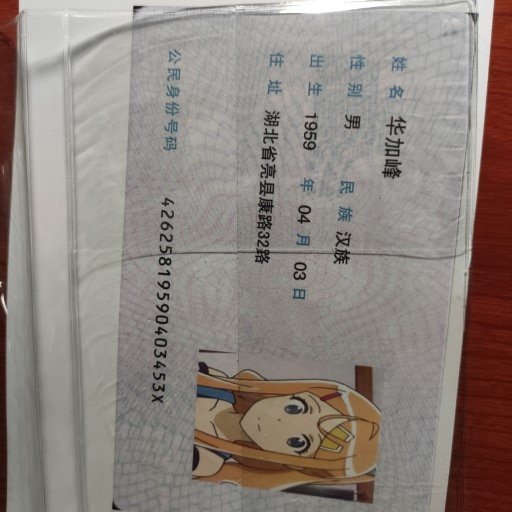 姓名 华加峰
性别 男 民族 汉族
出生 1959 年 04 月 03 日
住址 湖北省亮县康路32路
公民身份号码 42625819590403453X